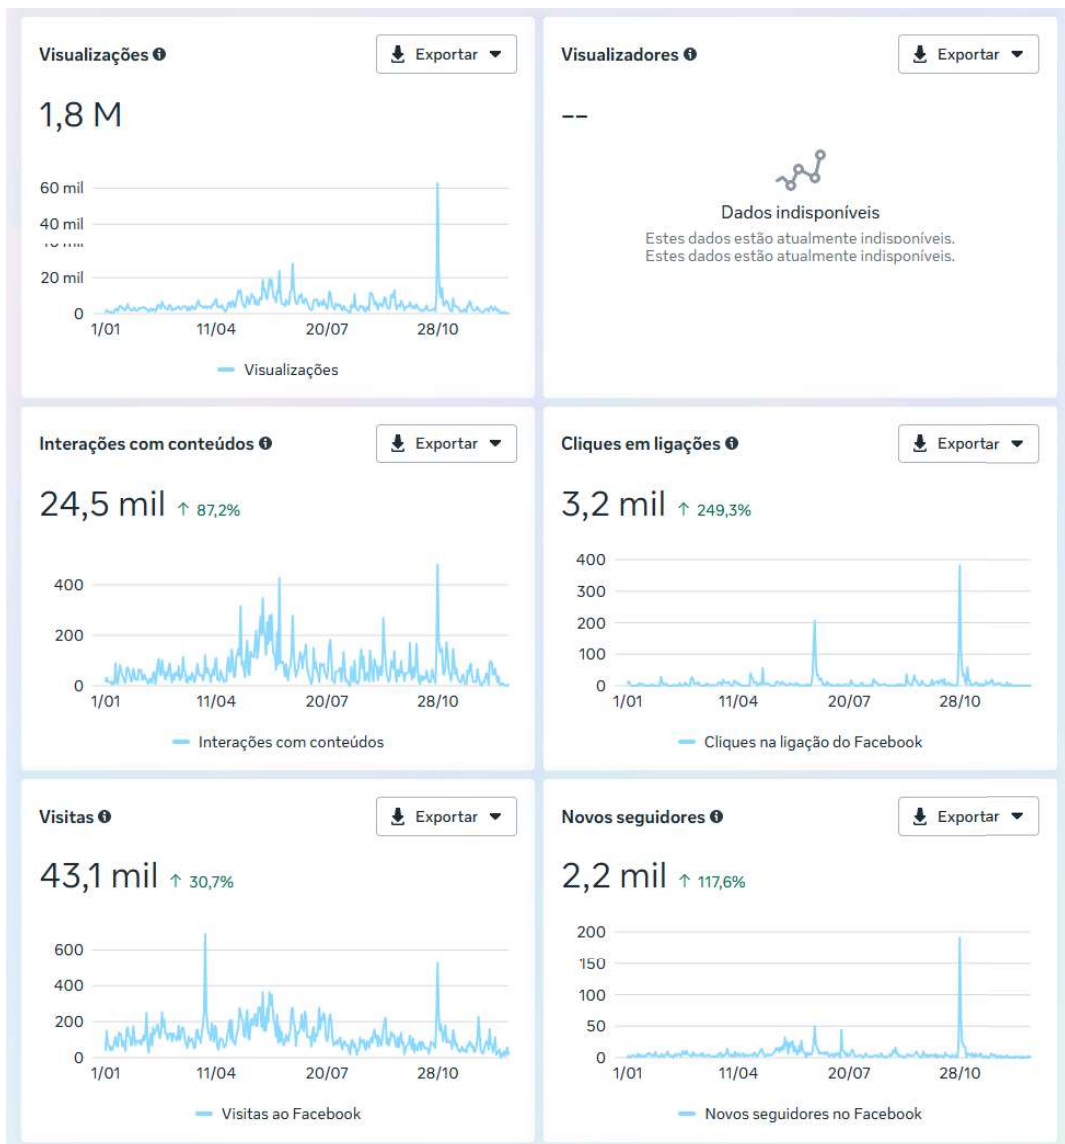 Visualizações
Exportar
1,8 M
60 mil
40 mil
20 mil
0
1/01 11/04 20/07 28/10
Visualizações
Visualizadores
Exportar
--
Dados indisponíveis
Estes dados estão atualmente indisponíveis.
Estes dados estão atualmente indisponíveis.
Interações com conteúdos
Exportar
24,5 mil ↑ 87,2%
400
200
0
1/01 11/04 20/07 28/10
Interações com conteúdos
Cliques em ligações
Exportar
3,2 mil ↑ 249,3%
400
300
200
100
0
1/01 11/04 20/07 28/10
Cliques na ligação do Facebook
Visitas
Exportar
43,1 mil ↑ 30,7%
600
400
200
0
1/01 11/04 20/07 28/10
Visitas ao Facebook
Novos seguidores
Exportar
2,2 mil ↑ 117,6%
200
150
100
50
0
1/01 11/04 20/07 28/10
Novos seguidores no Facebook